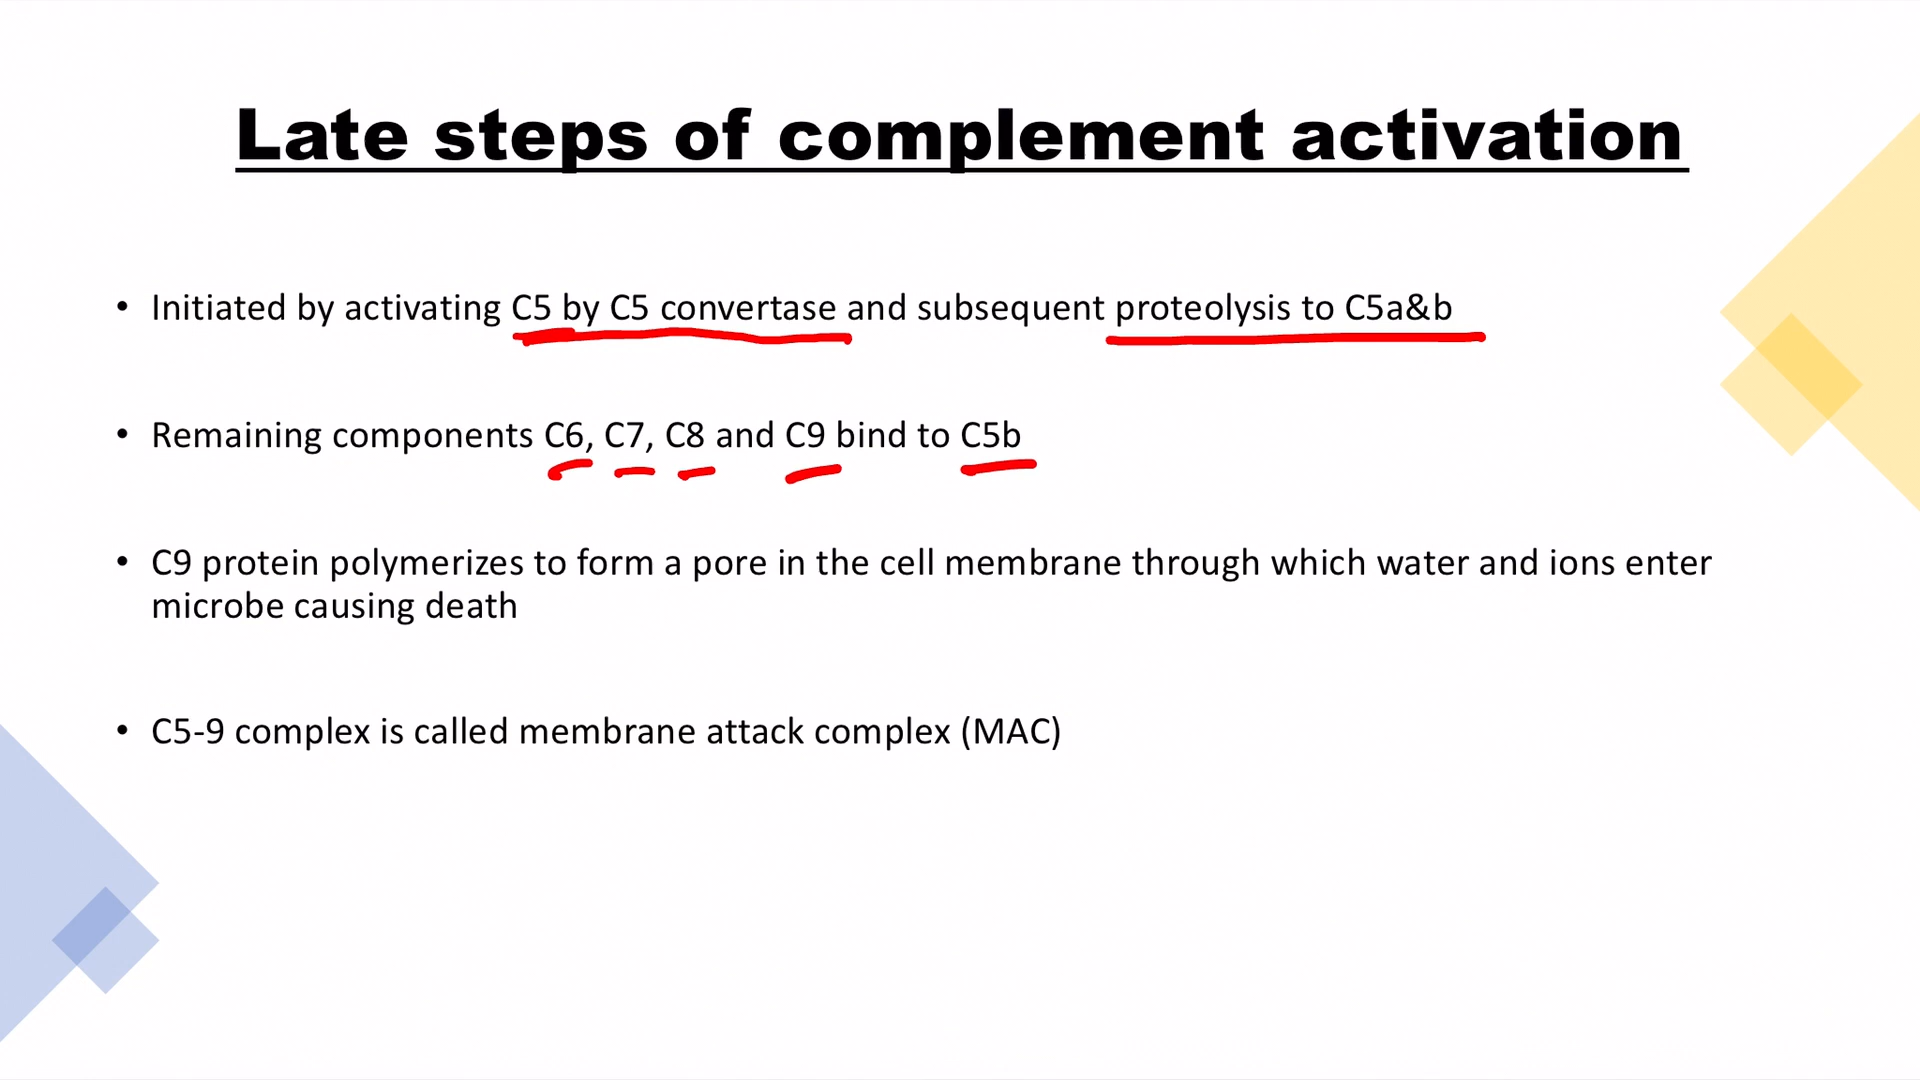 Late steps of complement activation
• Initiated by activating C5 by C5 convertase and subsequent proteolysis to C5a&b
• Remaining components C6, C7, C8 and C9 bind to C5b
• C9 protein polymerizes to form a pore in the cell membrane through which water and ions enter
microbe causing death
• C5-9 complex is called membrane attack complex (MAC)